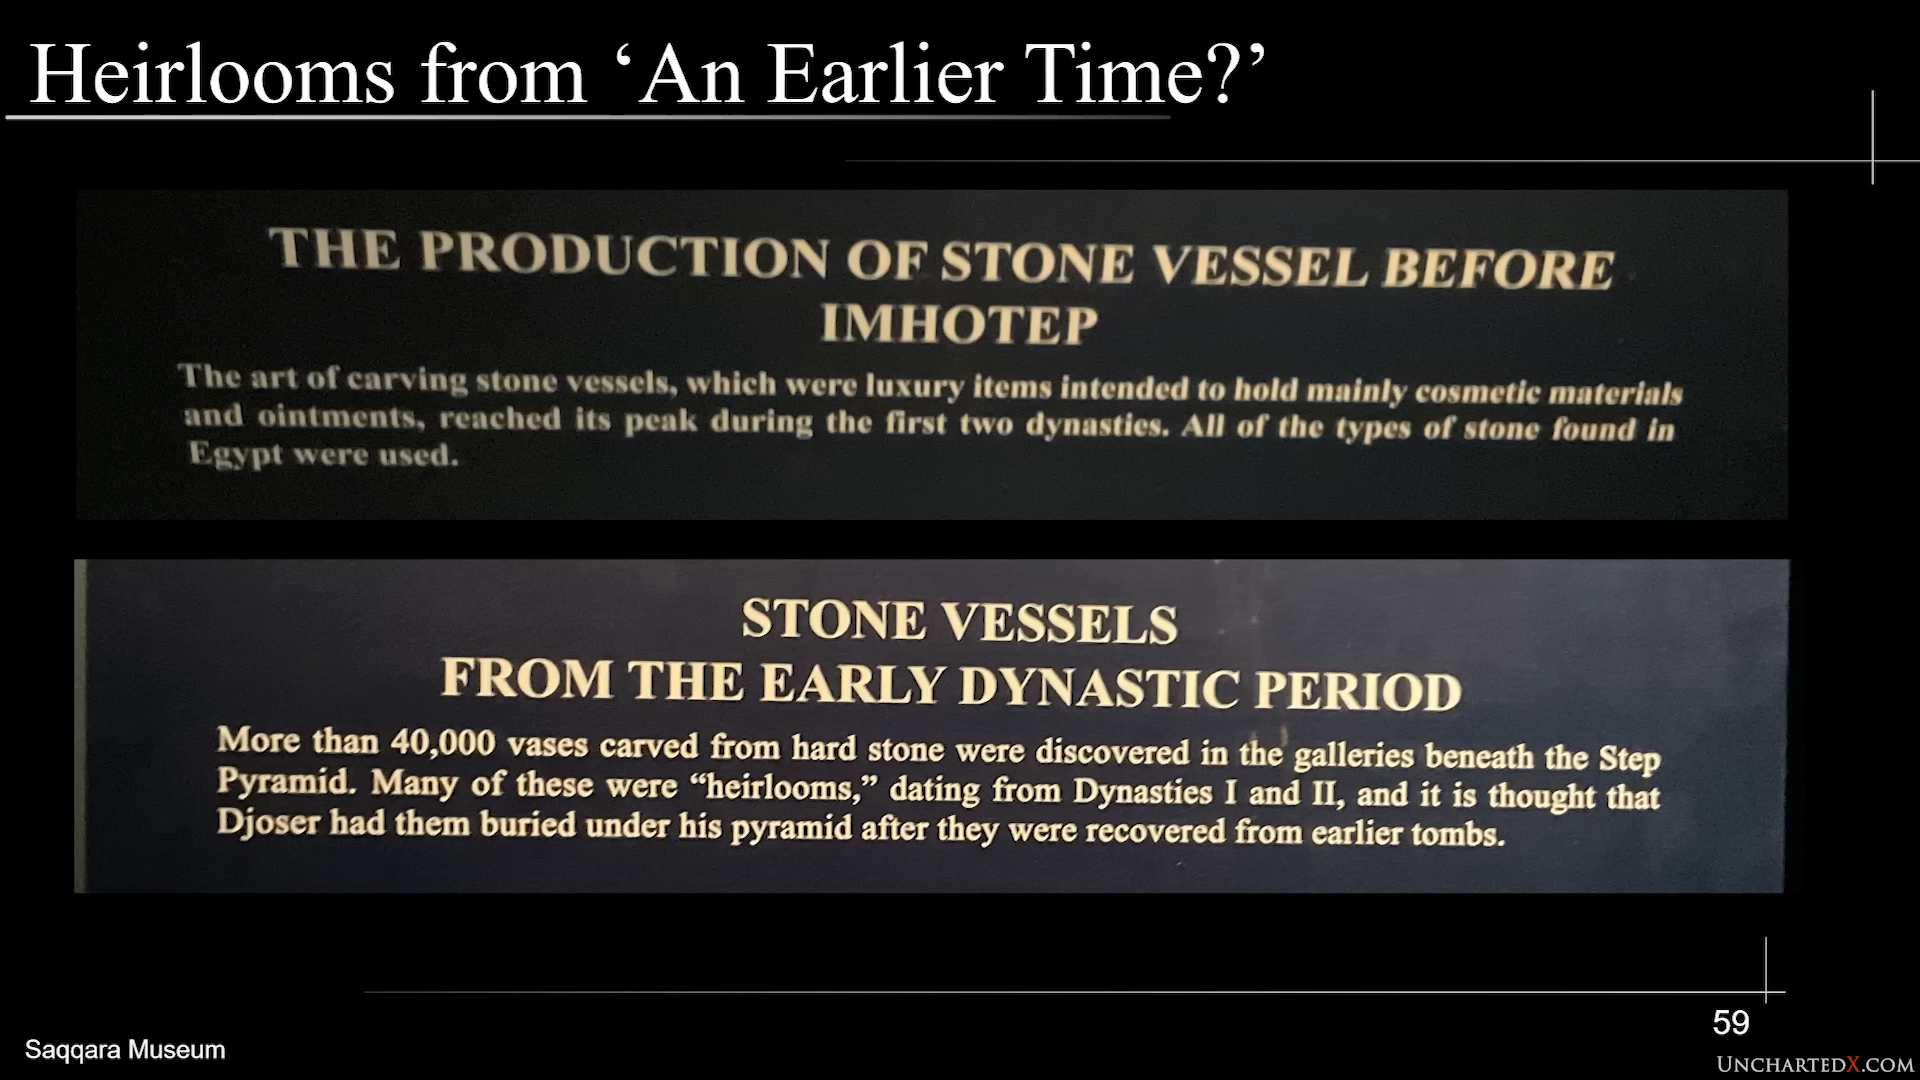 Heirlooms from ‘An Earlier Time?’
THE PRODUCTION OF STONE VESSEL BEFORE
IMHOTEP
The art of carving stone vessels, which were luxury items intended to hold mainly cosmetic materials
and ointments, reached its peak during the first two dynasties. All of the types of stone found in
Egypt were used.
STONE VESSELS
FROM THE EARLY DYNASTIC PERIOD
More than 40,000 vases carved from hard stone were discovered in the galleries beneath the Step
Pyramid. Many of these were “heirlooms,” dating from Dynasties I and II, and it is thought that
Djoser had them buried under his pyramid after they were recovered from earlier tombs.
59
Saqqara Museum
UNCHARTEDX.COM